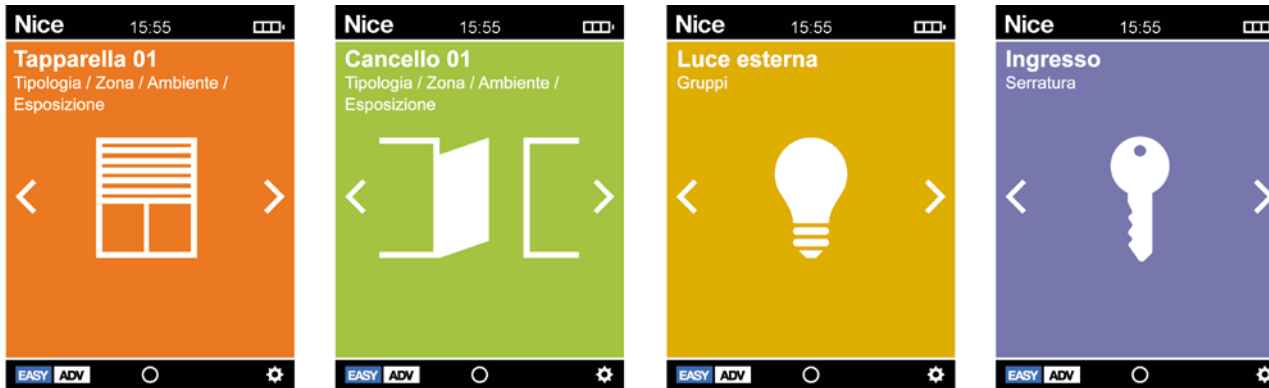 Nice 15:55
Tapparella 01
Tipologia / Zona / Ambiente /
Esposizione
EASY ADV
Nice 15:55
Cancello 01
Tipologia / Zona / Ambiente /
Esposizione
EASY ADV
Nice 15:55
Luce esterna
Gruppi
EASY ADV
Nice 15:55
Ingresso
Serratura
EASY ADV